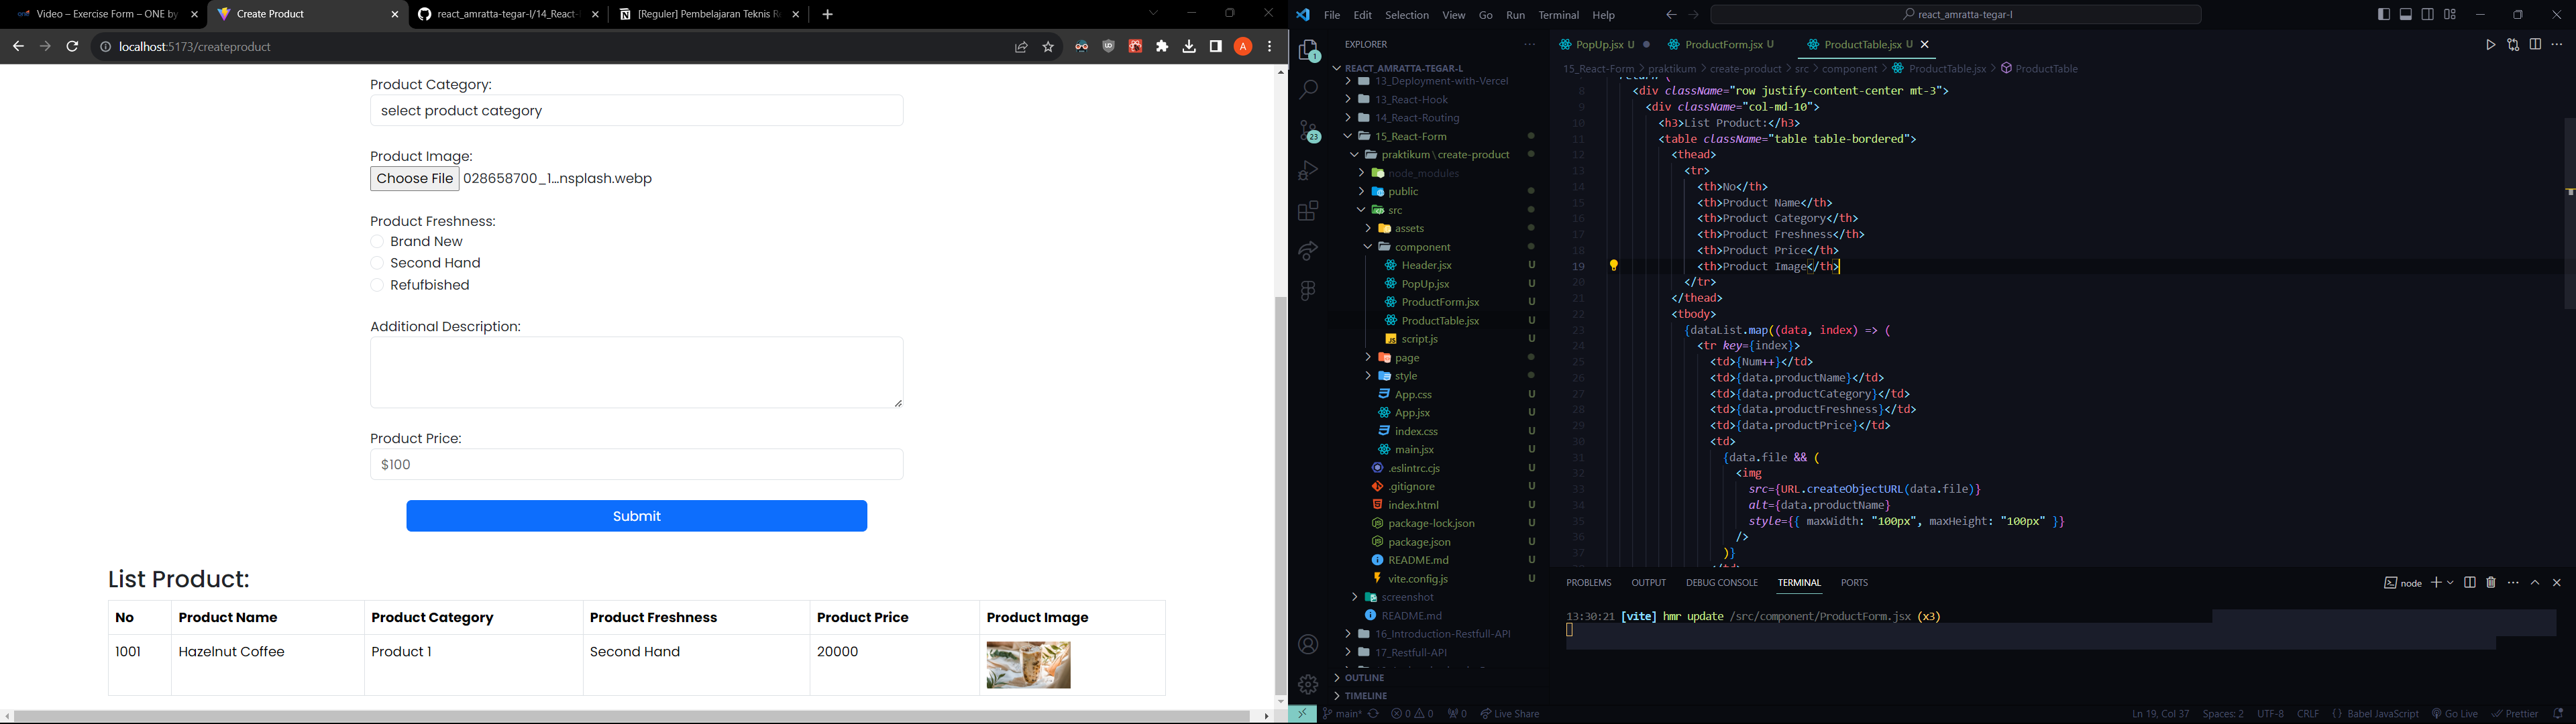 Video – Exercise Form – ONE by
Create Product
react_amratta-tegar-l/14_React-
[Reguler] Pembelajaran Teknis R
localhost:5173/createproduct
A
Product Category:
select product category
Product Image:
Choose File 028658700_1...nsplash.webp
Product Freshness:
Brand New
Second Hand
Refufbished
Additional Description:
Product Price:
$100
Submit
List Product:
No Product Name Product Category Product Freshness Product Price Product Image
1001 Hazelnut Coffee Product 1 Second Hand 20000
File Edit Selection View Go Run Terminal Help
react_amratta-tegar-l
EXPLORER
REACT_AMRATTA-TEGAR-L
13_Deployment-with-Vercel
13_React-Hook
14_React-Routing
15_React-Form
praktikum\create-product
node_modules
public
src
assets
component
Header.jsx U
PopUp.jsx U
ProductForm.jsx U
ProductTable.jsx U
script.js U
page
style
App.css U
App.jsx U
index.css U
main.jsx U
.eslintrc.cjs U
.gitignore U
index.html U
package-lock.json U
package.json U
README.md U
vite.config.js U
screenshot
README.md
16_Introduction-Restfull-API
17_Restfull-API
OUTLINE
TIMELINE
1
23
PopUp.jsx U
ProductForm.jsx U
ProductTable.jsx U
15_React-Form > praktikum > create-product > src > component > ProductTable.jsx > ProductTable
return (
8 <div className="row justify-content-center mt-3">
9 <div className="col-md-10">
10 <h3>List Product:</h3>
11 <table className="table table-bordered">
12 <thead>
13 <tr>
14 <th>No</th>
15 <th>Product Name</th>
16 <th>Product Category</th>
17 <th>Product Freshness</th>
18 <th>Product Price</th>
19 <th>Product Image</th>
20 </tr>
21 </thead>
22 <tbody>
23 {dataList.map((data, index) => (
24 <tr key={index}>
25 <td>{Num++}</td>
26 <td>{data.productName}</td>
27 <td>{data.productCategory}</td>
28 <td>{data.productFreshness}</td>
29 <td>{data.productPrice}</td>
30 <td>
31 {data.file && (
32 <img
33 src={URL.createObjectURL(data.file)}
34 alt={data.productName}
35 style={{ maxWidth: "100px", maxHeight: "100px" }}
36 />
37 )}
PROBLEMS OUTPUT DEBUG CONSOLE TERMINAL PORTS
node
13:30:21 [vite] hmr update /src/component/ProductForm.jsx (x3)
main* 0 0 0 Live Share
Ln 19, Col 37 Spaces: 2 UTF-8 CRLF {} Babel JavaScript Go Live Prettier